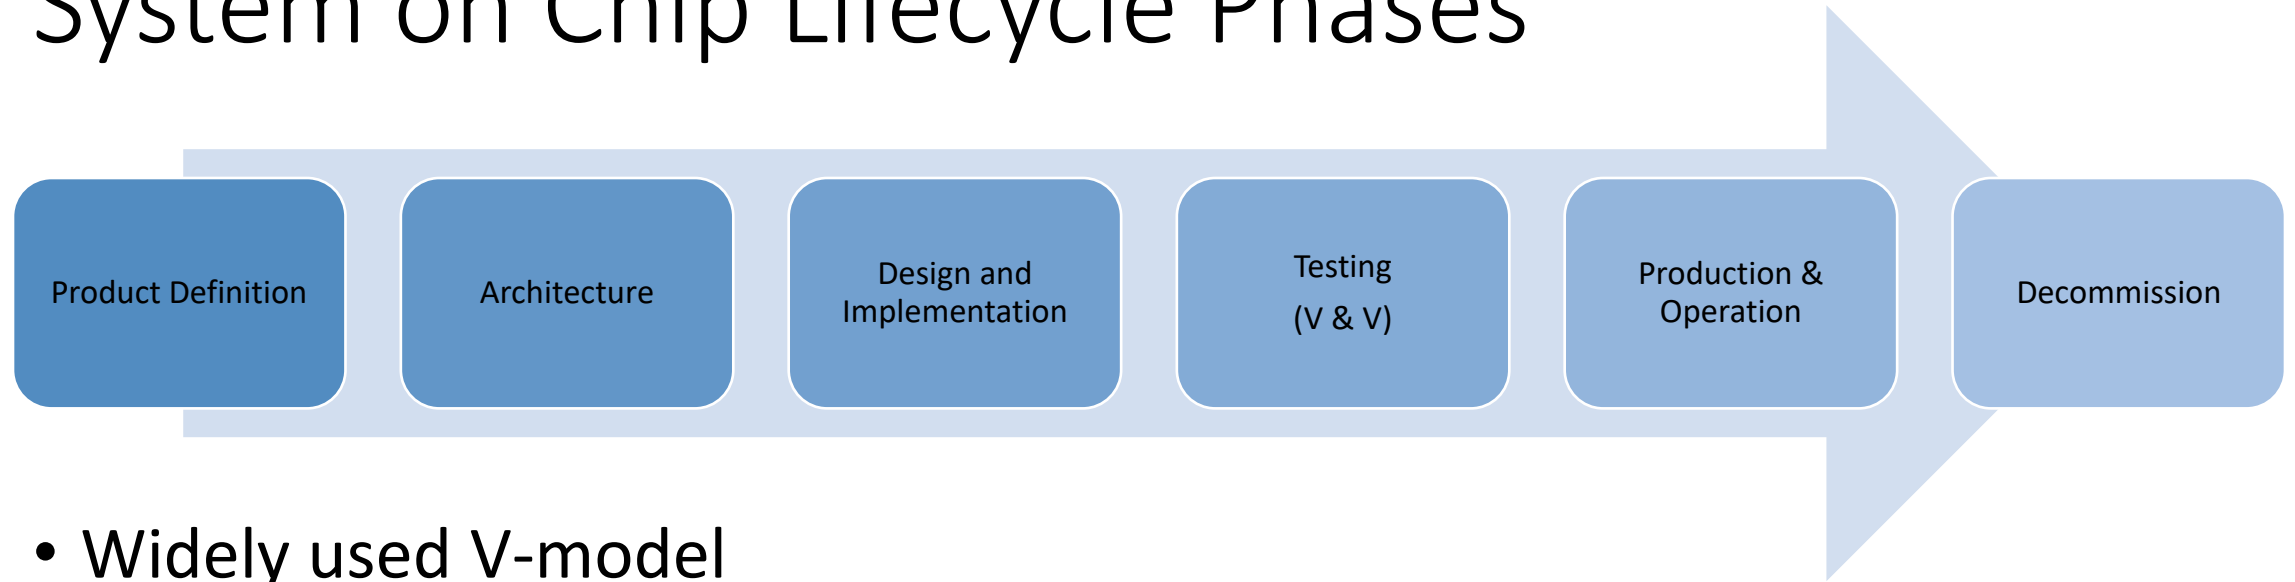 System on Chip Lifecycle Phases
Product Definition
Architecture
Design and
Implementation
Testing
(V & V)
Production &
Operation
Decommission
• Widely used V-model